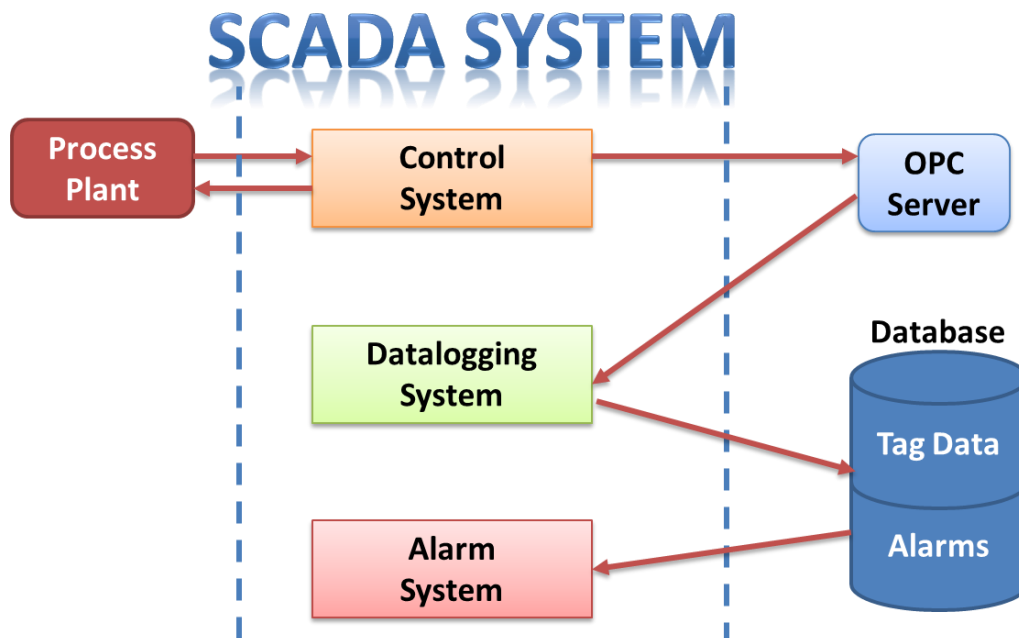 SCADA SYSTEM
Process
Plant
Control
System
OPC
Server
Datalogging
System
Database
Tag Data
Alarms
Alarm
System